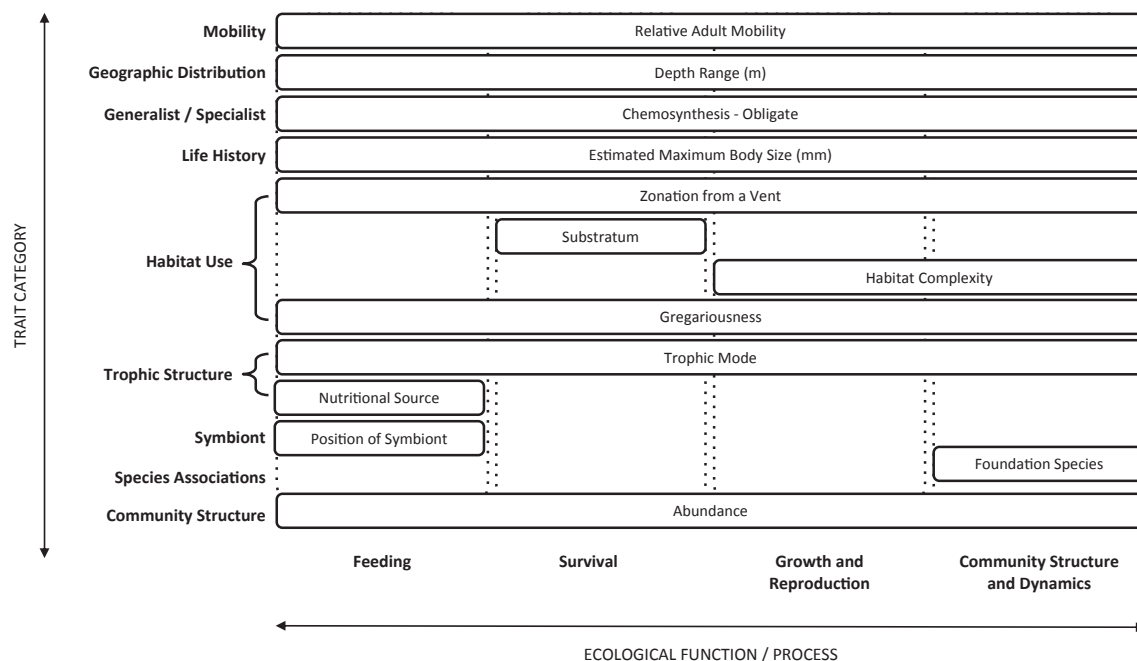 Mobility
Relative Adult Mobility
Geographic Distribution
Depth Range (m)
Generalist / Specialist
Chemosynthesis - Obligate
Life History
Estimated Maximum Body Size (mm)
Zonation from a Vent
Substratum
Habitat Use
Habitat Complexity
Gregariousness
Trophic Mode
Trophic Structure
Nutritional Source
Symbiont
Position of Symbiont
Foundation Species
Species Associations
Community Structure
Abundance
TRAIT CATEGORY
Feeding
Survival
Growth and
Reproduction
Community Structure
and Dynamics
ECOLOGICAL FUNCTION / PROCESS